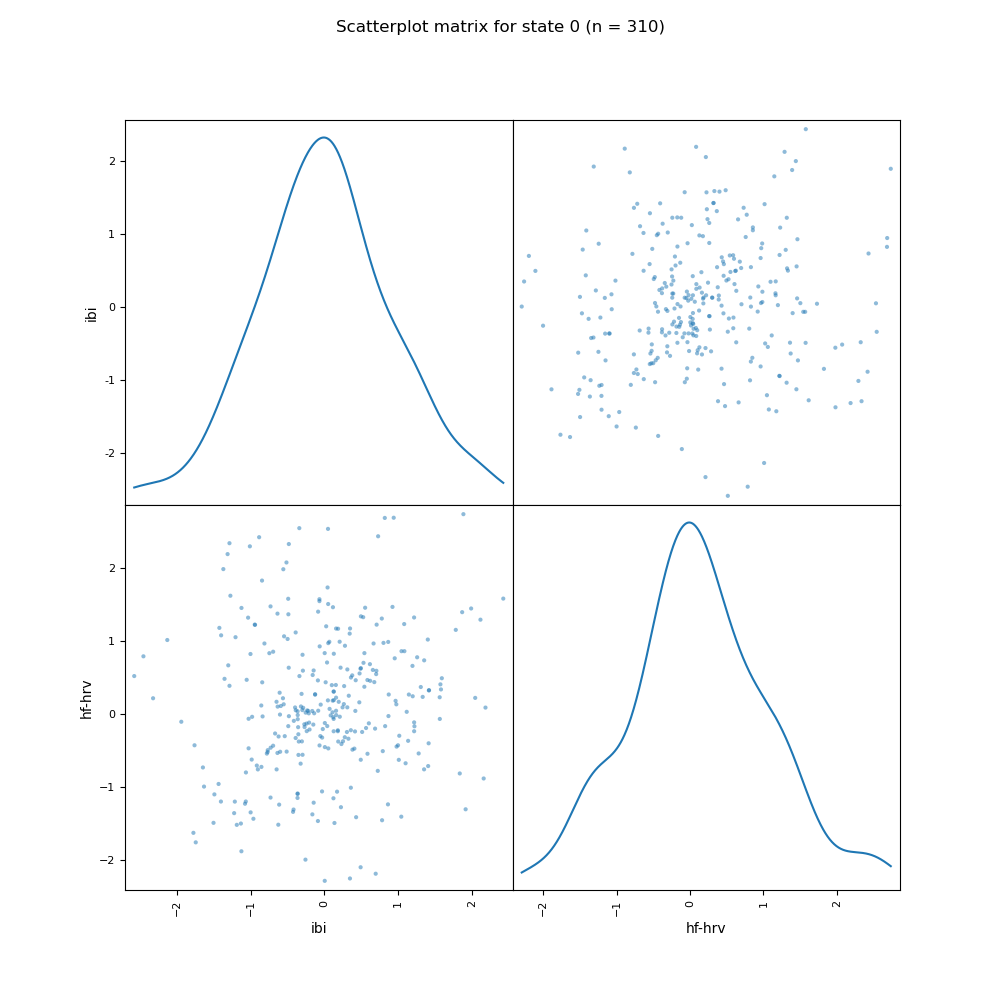 Scatterplot matrix for state 0 (n = 310)
2
1
0
-1
-2
ibi
2
1
0
−1
−2
hf-hrv
−2 −1 0 1 2 −2 −1 0 1 2
ibi hf-hrv